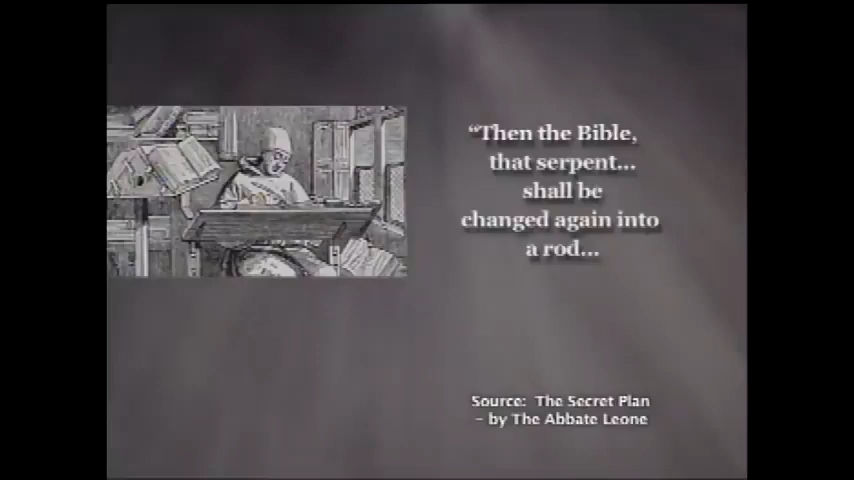 “Then the Bible,
that serpent...
shall be
changed again into
a rod...
Source: The Secret Plan
– by The Abbate Leone